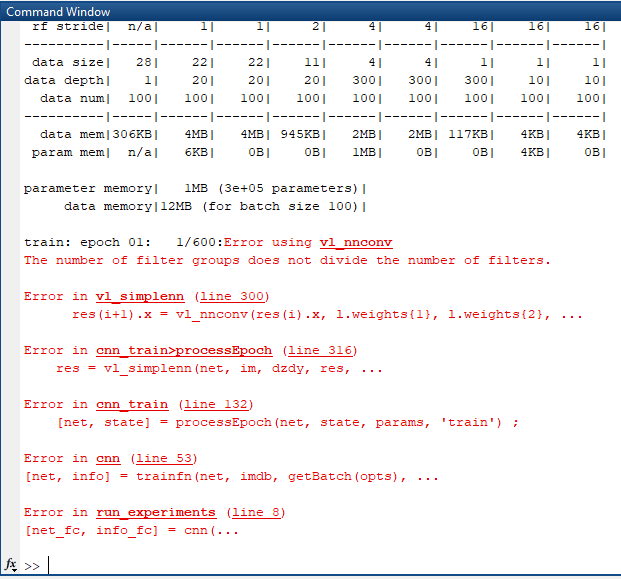 Command Window
rf stride| n/a| 1| 1| 2| 4| 4| 16| 16| 16|
----------|-----|------|------|------|------|------|------|------|------|
data size| 28| 22| 22| 11| 4| 4| 1| 1| 1|
data depth| 1| 20| 20| 20| 300| 300| 300| 10| 10|
data num| 100| 100| 100| 100| 100| 100| 100| 100| 100|
----------|-----|------|------|------|------|------|------|------|------|
data mem|306KB| 4MB| 4MB| 945KB| 2MB| 2MB| 117KB| 4KB| 4KB|
param mem| n/a| 6KB| 0B| 0B| 1MB| 0B| 0B| 4KB| 0B|
parameter memory| 1MB (3e+05 parameters)|
data memory|12MB (for batch size 100)|
train: epoch 01: 1/600:Error using vl_nnconv
The number of filter groups does not divide the number of filters.
Error in vl_simplenn (line 300)
res(i+1).x = vl_nnconv(res(i).x, l.weights{1}, l.weights{2}, ...
Error in cnn_train>processEpoch (line 316)
res = vl_simplenn(net, im, dzdy, res, ...
Error in cnn_train (line 132)
[net, state] = processEpoch(net, state, params, 'train') ;
Error in cnn (line 53)
[net, info] = trainfn(net, imdb, getBatch(opts), ...
Error in run_experiments (line 8)
[net_fc, info_fc] = cnn(...
fx >>